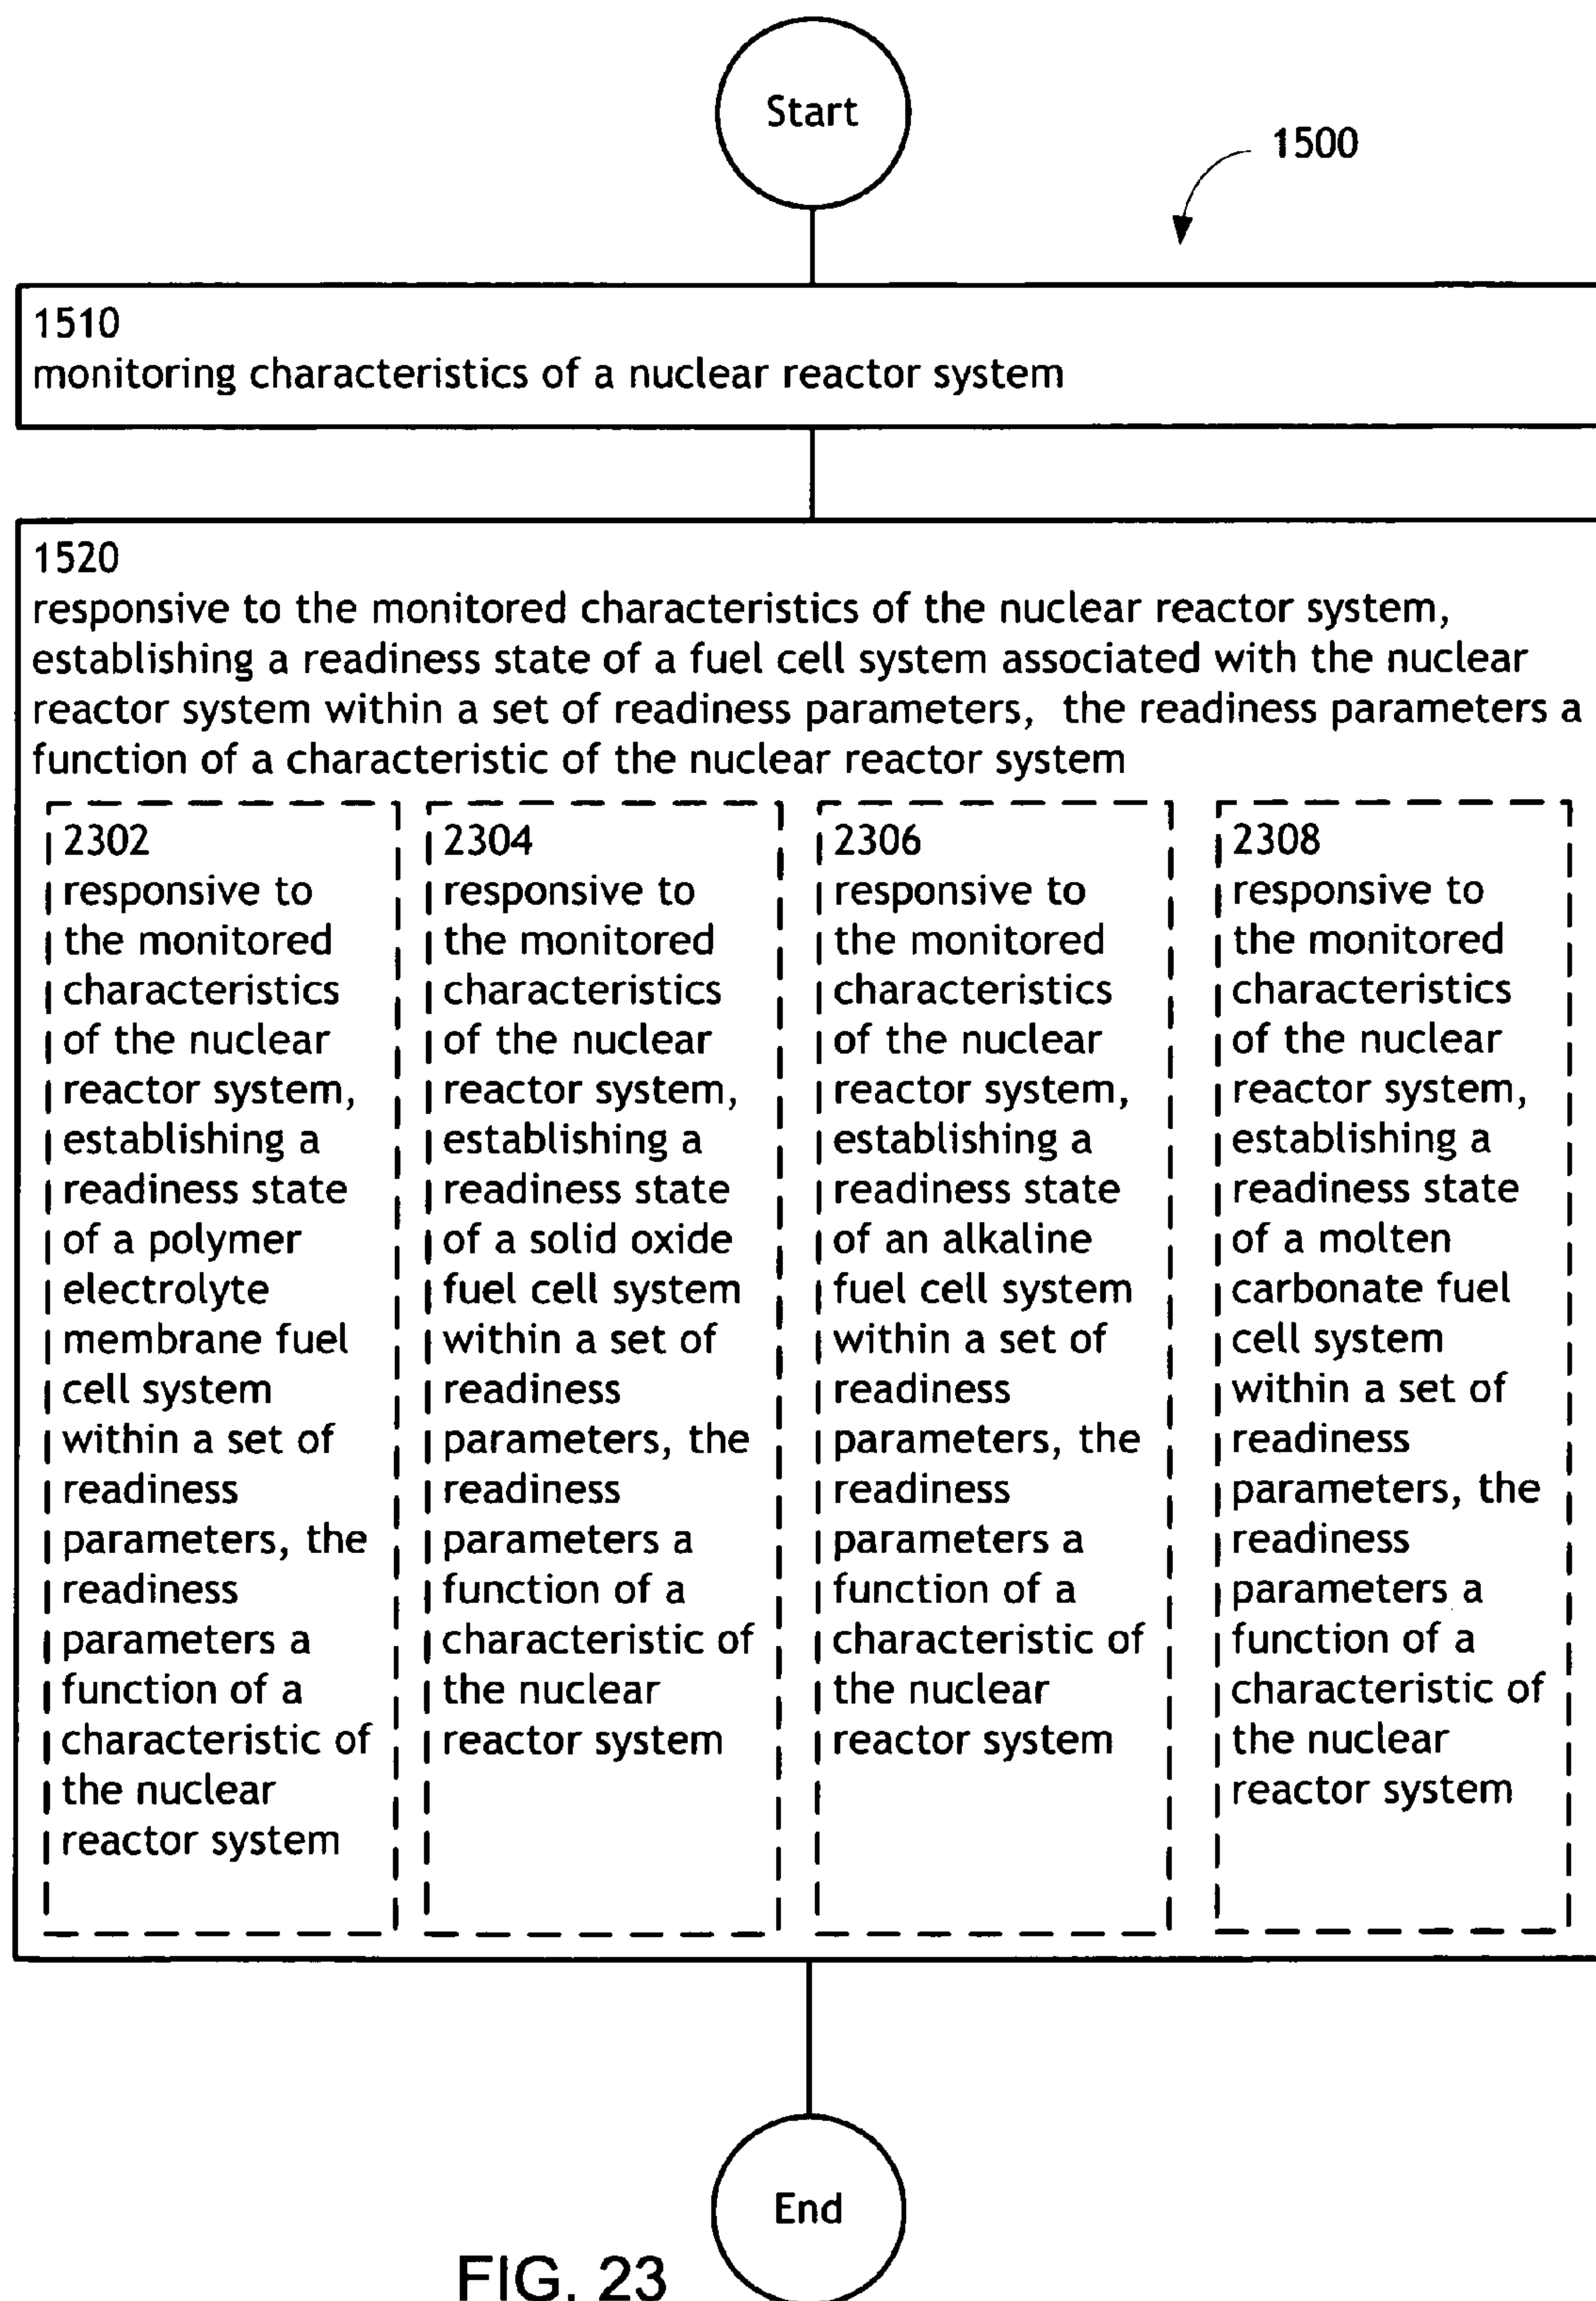 Start
1500
1510
monitoring characteristics of a nuclear reactor system
1520
responsive to the monitored characteristics of the nuclear reactor system,
establishing a readiness state of a fuel cell system associated with the nuclear
reactor system within a set of readiness parameters, the readiness parameters a
function of a characteristic of the nuclear reactor system
2302
responsive to
the monitored
characteristics
of the nuclear
reactor system,
establishing a
readiness state
of a polymer
electrolyte
membrane fuel
cell system
within a set of
readiness
parameters, the
readiness
parameters a
function of a
characteristic of
the nuclear
reactor system
2304
responsive to
the monitored
characteristics
of the nuclear
reactor system,
establishing a
readiness state
of a solid oxide
fuel cell system
within a set of
readiness
parameters, the
readiness
parameters a
function of a
characteristic of
the nuclear
reactor system
2306
responsive to
the monitored
characteristics
of the nuclear
reactor system,
establishing a
readiness state
of an alkaline
fuel cell system
within a set of
readiness
parameters, the
readiness
parameters a
function of a
characteristic of
the nuclear
reactor system
2308
responsive to
the monitored
characteristics
of the nuclear
reactor system,
establishing a
readiness state
of a molten
carbonate fuel
cell system
within a set of
readiness
parameters, the
readiness
parameters a
function of a
characteristic of
the nuclear
reactor system
End
FIG. 23